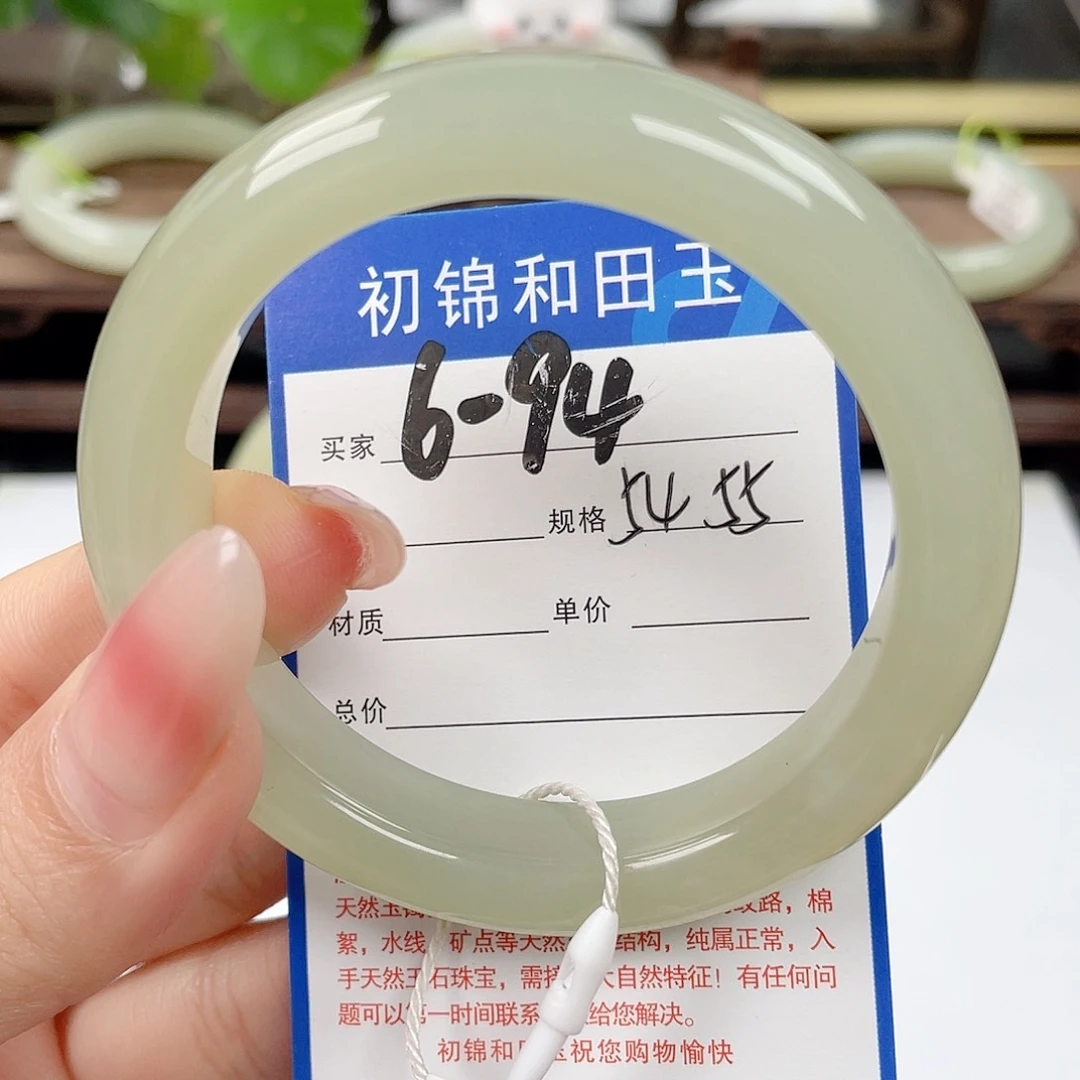 初锦和田玉
买家 6-94
规格 54 55
材质 单价
总价
天然玉 纹路，棉
絮，水线 矿点等天然 结构，纯属正常，入
手天然玉石珠宝，需接 大自然特征！有任何问
题可以第一时间联系 给您解决。
初锦和田玉祝您购物愉快